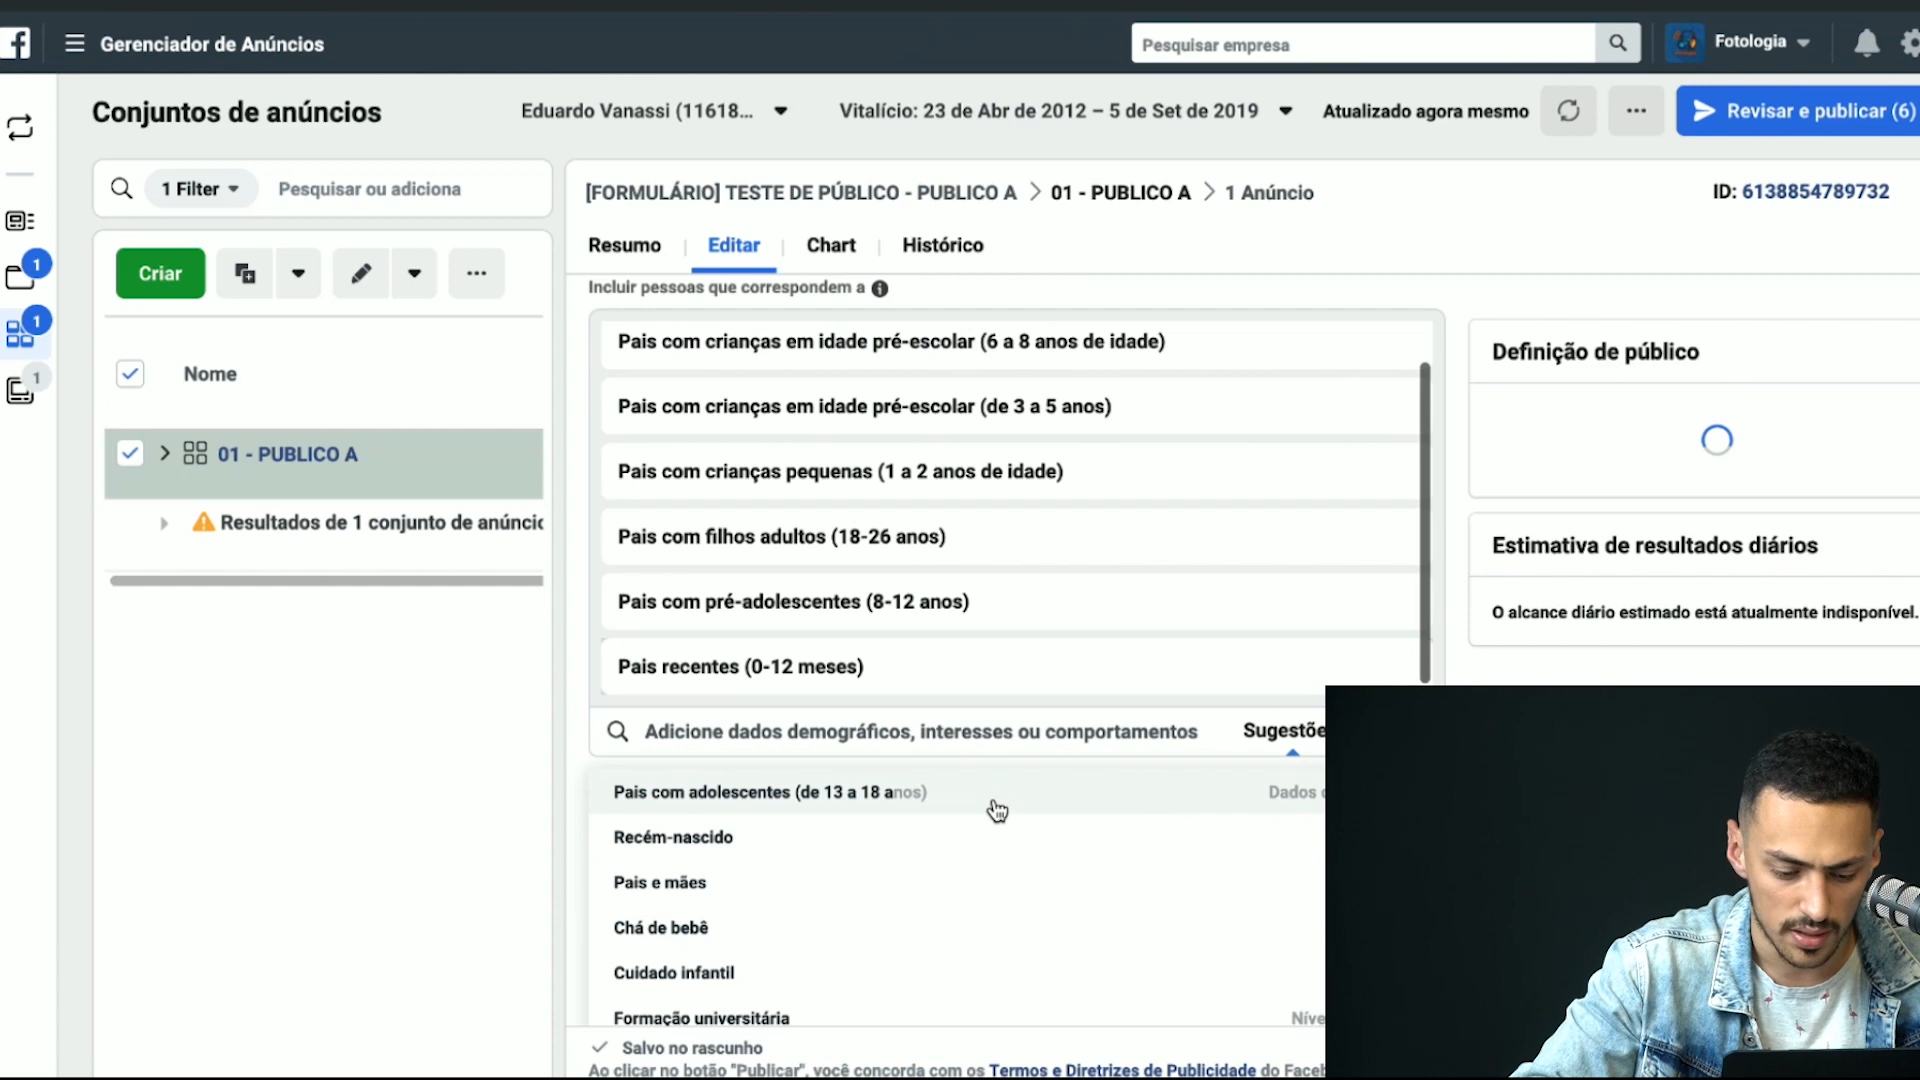 Gerenciador de Anúncios
Pesquisar empresa
Fotologia
Conjuntos de anúncios
Eduardo Vanassi (11618...
Vitalício: 23 de Abr de 2012 – 5 de Set de 2019
Atualizado agora mesmo
Revisar e publicar (6)
1 Filter
Pesquisar ou adiciona
[FORMULÁRIO] TESTE DE PÚBLICO - PUBLICO A > 01 - PUBLICO A > 1 Anúncio
ID: 6138854789732
Resumo
Editar
Chart
Histórico
1
1
1
Criar
Nome
01 - PUBLICO A
Resultados de 1 conjunto de anúncio
Incluir pessoas que correspondem a
Pais com crianças em idade pré-escolar (6 a 8 anos de idade)
Pais com crianças em idade pré-escolar (de 3 a 5 anos)
Pais com crianças pequenas (1 a 2 anos de idade)
Pais com filhos adultos (18-26 anos)
Pais com pré-adolescentes (8-12 anos)
Pais recentes (0-12 meses)
Adicione dados demográficos, interesses ou comportamentos
Sugestõe
Pais com adolescentes (de 13 a 18 anos)
Dados
Recém-nascido
Pais e mães
Chá de bebê
Cuidado infantil
Formação universitária
Níve
Salvo no rascunho
Ao clicar no botão "Publicar", você concorda com os Termos e Diretrizes de Publicidade do Faceb
Definição de público
Estimativa de resultados diários
O alcance diário estimado está atualmente indisponível.